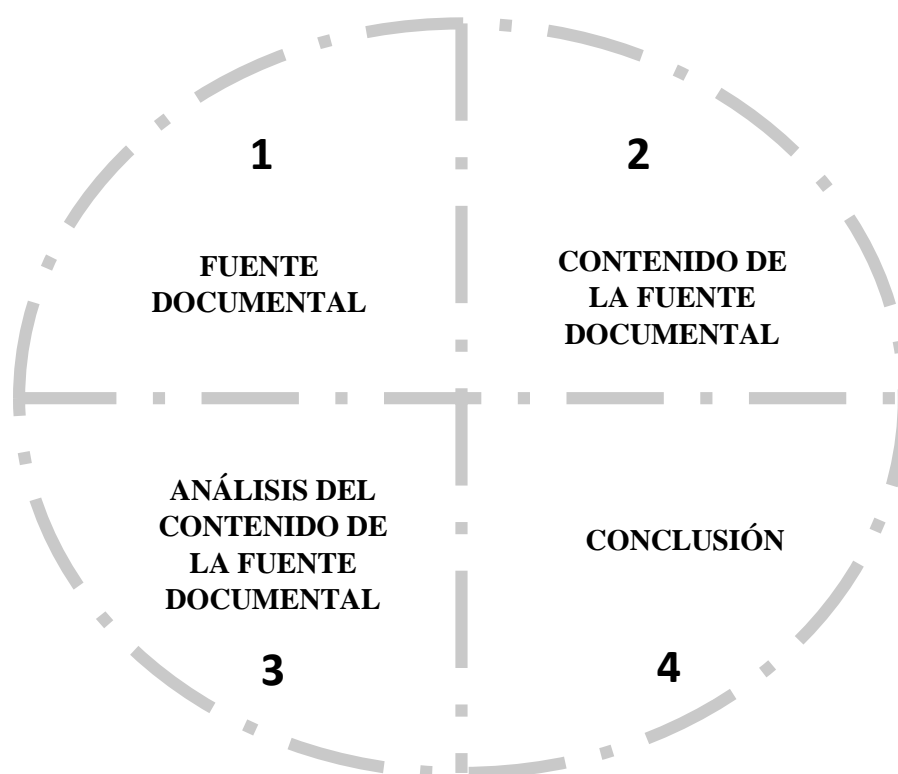 1
FUENTE
DOCUMENTAL
2
CONTENIDO DE
LA FUENTE
DOCUMENTAL
ANÁLISIS DEL
CONTENIDO DE
LA FUENTE
DOCUMENTAL
3
CONCLUSIÓN
4